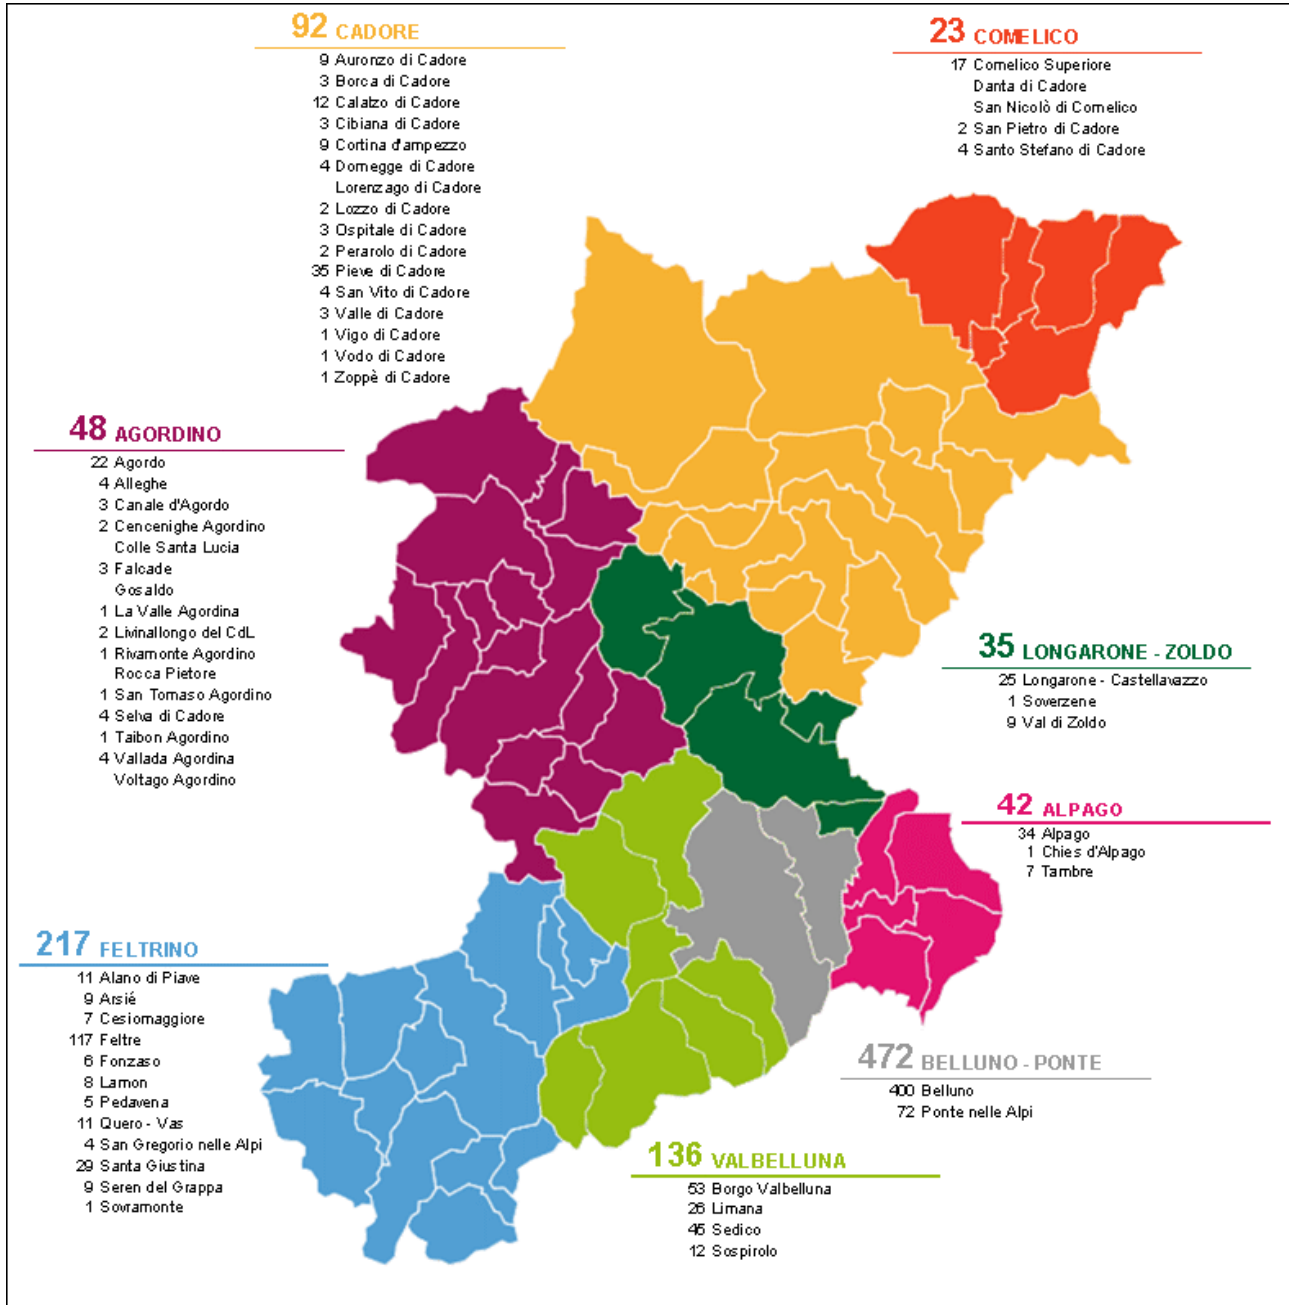 92 CADORE
9 Auronzo di Cadore
3 Borca di Cadore
12 Calalzo di Cadore
3 Cibiana di Cadore
9 Cortina d'ampezzo
4 Domegge di Cadore
Lorenzago di Cadore
2 Lozzo di Cadore
3 Ospitale di Cadore
2 Perarolo di Cadore
35 Pieve di Cadore
4 San Vito di Cadore
3 Valle di Cadore
1 Vigo di Cadore
1 Vodo di Cadore
1 Zoppè di Cadore
23 COMELICO
17 Comelico Superiore
Danta di Cadore
San Nicolò di Comelico
2 San Pietro di Cadore
4 Santo Stefano di Cadore
48 AGORDINO
22 Agordo
4 Alleghe
3 Canale d'Agordo
2 Cencenighe Agordino
Colle Santa Lucia
3 Falcade
Gosaldo
1 La Valle Agordina
2 Livinallongo del CdL
1 Rivamonte Agordino
Rocca Pietore
1 San Tomaso Agordino
4 Selva di Cadore
1 Taibon Agordino
4 Vallada Agordina
Voltago Agordino
35 LONGARONE - ZOLDO
25 Longarone - Castellavazzo
1 Soverzene
9 Val di Zoldo
42 ALPAGO
34 Alpago
1 Chies d'Alpago
7 Tambre
217 FELTRINO
11 Alano di Piave
9 Arsié
7 Cesiomaggiore
117 Feltre
6 Fonzaso
8 Lamon
5 Pedavena
11 Quero - Vas
4 San Gregorio nelle Alpi
29 Santa Giustina
9 Seren del Grappa
1 Sovramonte
472 BELLUNO - PONTE
400 Belluno
72 Ponte nelle Alpi
136 VALBELLUNA
53 Borgo Valbelluna
26 Limana
45 Sedico
12 Sospirolo